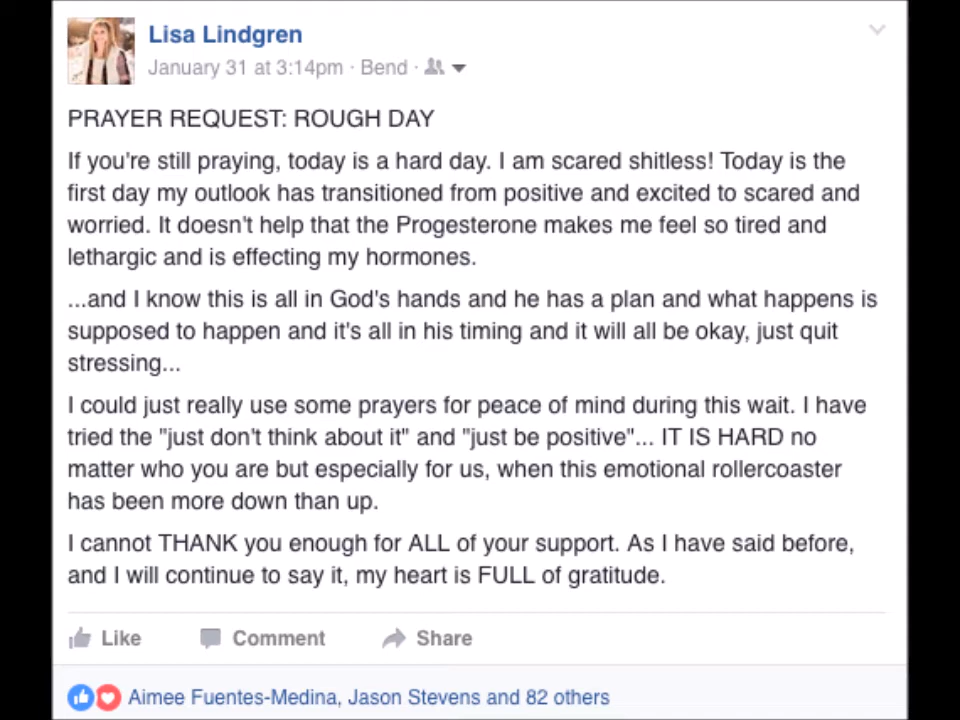 Lisa Lindgren
January 31 at 3:14pm · Bend ·
PRAYER REQUEST: ROUGH DAY
If you're still praying, today is a hard day. I am scared shitless! Today is the
first day my outlook has transitioned from positive and excited to scared and
worried. It doesn't help that the Progesterone makes me feel so tired and
lethargic and is effecting my hormones.
...and I know this is all in God's hands and he has a plan and what happens is
supposed to happen and it's all in his timing and it will all be okay, just quit
stressing...
I could just really use some prayers for peace of mind during this wait. I have
tried the "just don't think about it" and "just be positive"... IT IS HARD no
matter who you are but especially for us, when this emotional rollercoaster
has been more down than up.
I cannot THANK you enough for ALL of your support. As I have said before,
and I will continue to say it, my heart is FULL of gratitude.
Like Comment Share
Aimee Fuentes-Medina, Jason Stevens and 82 others